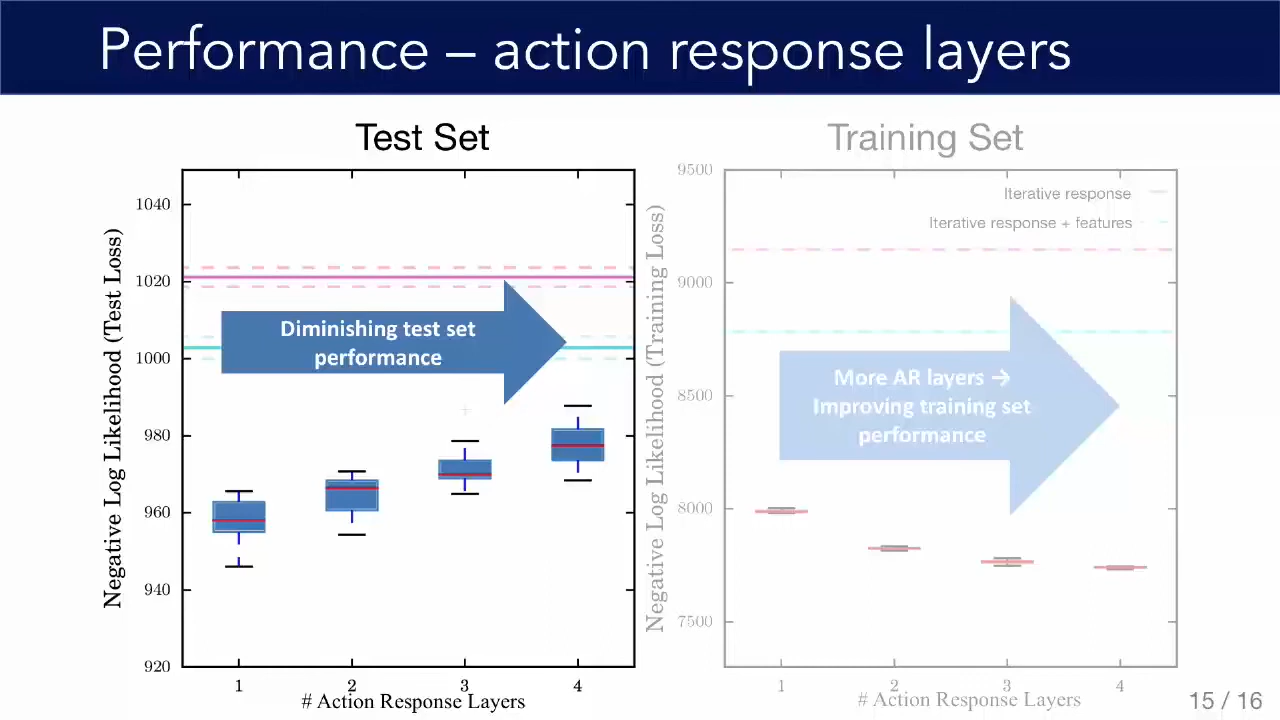 Performance – action response layers
Test Set
Negative Log Likelihood (Test Loss)
1040
1020
1000
980
960
940
920
Diminishing test set
performance
1 2 3 4
# Action Response Layers
Training Set
Negative Log Likelihood (Training Loss)
9500
9000
8500
8000
7500
Iterative response
Iterative response + features
More AR layers →
Improving training set
performance
1 2 3 4
# Action Response Layers
15 / 16